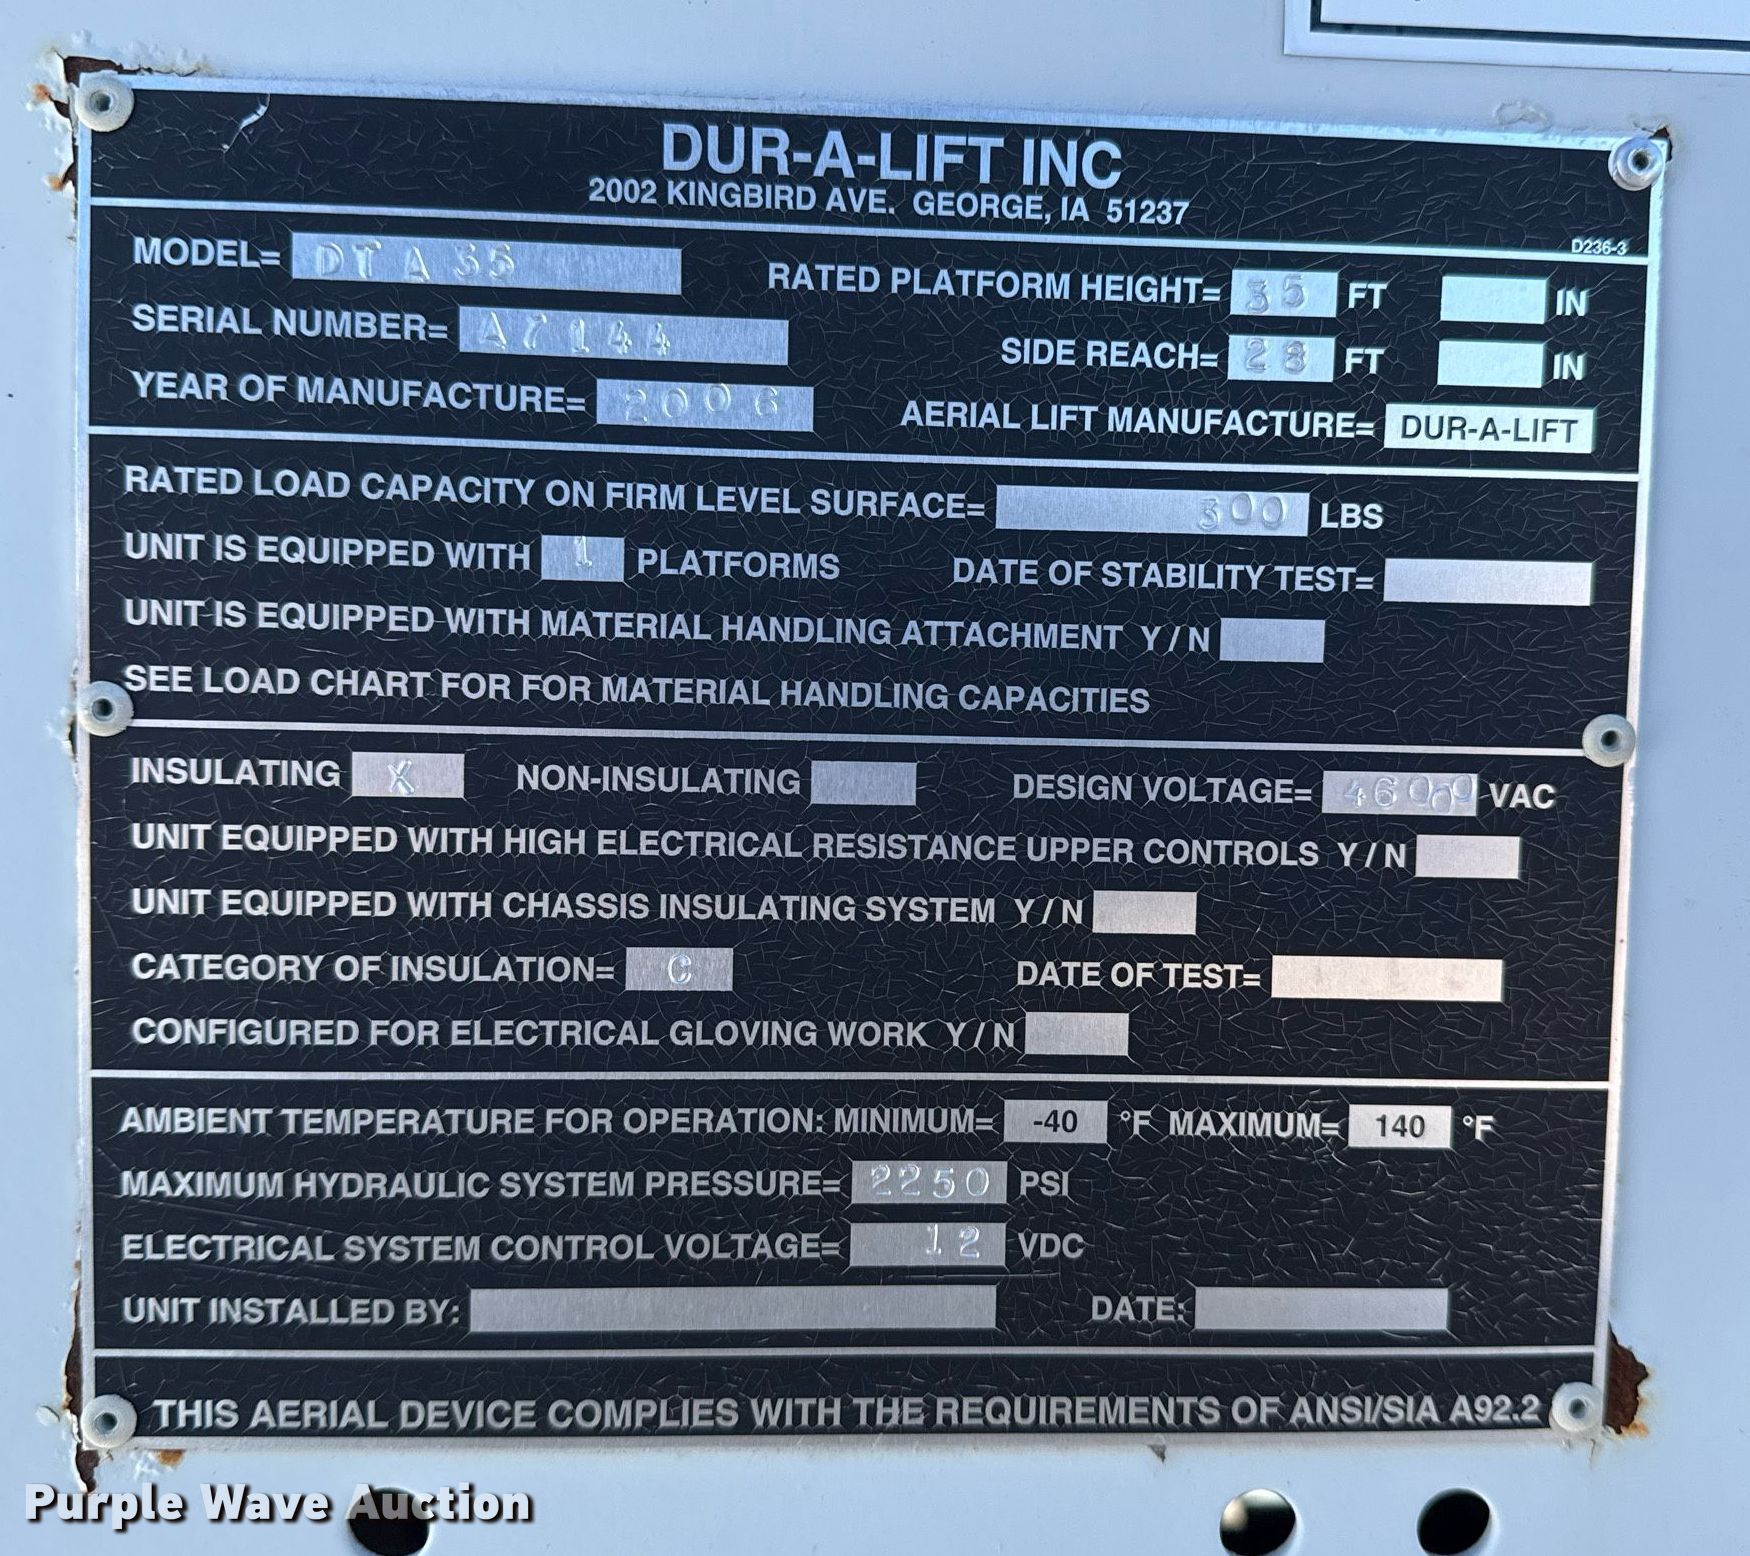 DUR-A-LIFT INC
2002 KINGBIRD AVE. GEORGE, IA 51237
D236-3
MODEL= DTA35 RATED PLATFORM HEIGHT= 35 FT IN
SERIAL NUMBER= A7144 SIDE REACH= 28 FT IN
YEAR OF MANUFACTURE= 2006 AERIAL LIFT MANUFACTURE= DUR-A-LIFT
RATED LOAD CAPACITY ON FIRM LEVEL SURFACE= 300 LBS
UNIT IS EQUIPPED WITH 1 PLATFORMS DATE OF STABILITY TEST=
UNIT IS EQUIPPED WITH MATERIAL HANDLING ATTACHMENT Y/N
SEE LOAD CHART FOR FOR MATERIAL HANDLING CAPACITIES
INSULATING X NON-INSULATING DESIGN VOLTAGE= 46000 VAC
UNIT EQUIPPED WITH HIGH ELECTRICAL RESISTANCE UPPER CONTROLS Y/N
UNIT EQUIPPED WITH CHASSIS INSULATING SYSTEM Y/N
CATEGORY OF INSULATION= C DATE OF TEST=
CONFIGURED FOR ELECTRICAL GLOVING WORK Y/N
AMBIENT TEMPERATURE FOR OPERATION: MINIMUM= -40 °F MAXIMUM= 140 °F
MAXIMUM HYDRAULIC SYSTEM PRESSURE= 2250 PSI
ELECTRICAL SYSTEM CONTROL VOLTAGE= 12 VDC
UNIT INSTALLED BY: DATE:
THIS AERIAL DEVICE COMPLIES WITH THE REQUIREMENTS OF ANSI/SIA A92.2
Purple Wave Auction